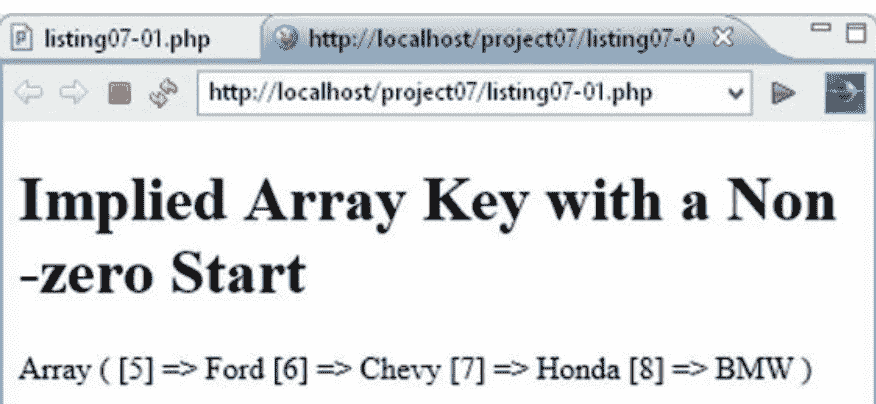 listing07-01.php
http://localhost/project07/listing07-0
http://localhost/project07/listing07-01.php
Implied Array Key with a Non
-zero Start
Array ( [5] => Ford [6] => Chevy [7] => Honda [8] => BMW )